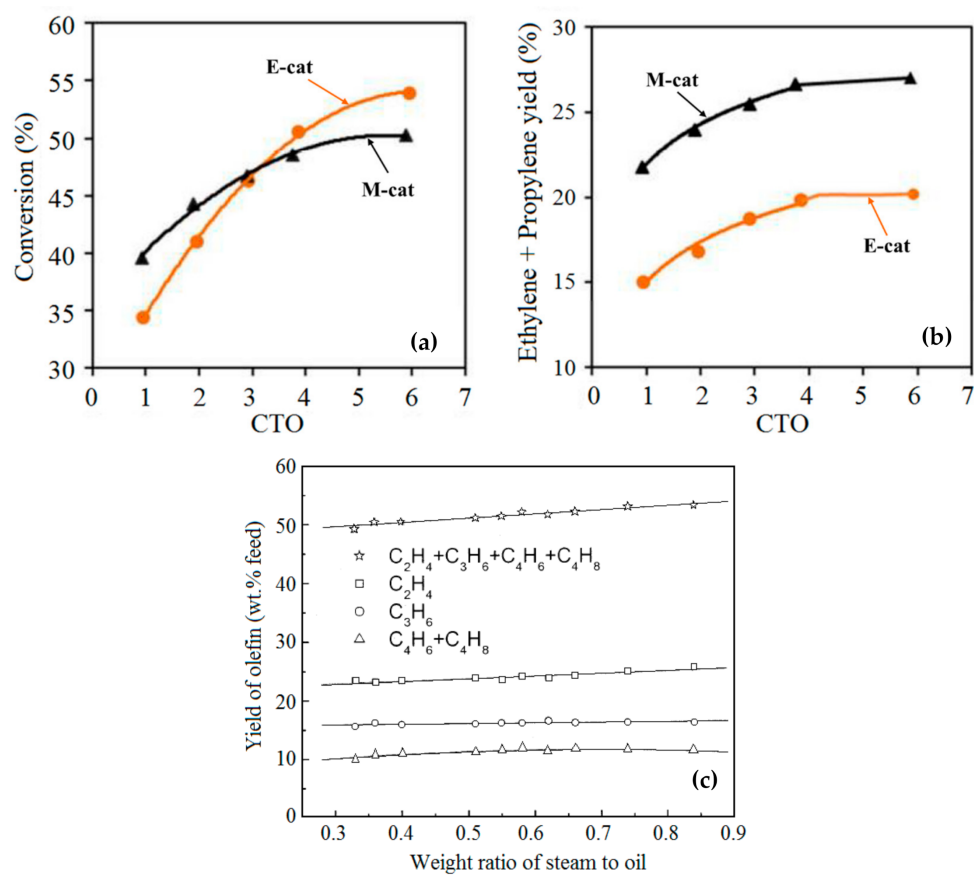 Conversion (%)
60
55
50
45
40
35
30
E-cat
M-cat
(a)
0 1 2 3 4 5 6 7
CTO
Ethylene + Propylene yield (%)
30
25
20
15
10
M-cat
E-cat
(b)
0 1 2 3 4 5 6 7
CTO
Yield of olefin (wt.% feed)
60
50
40
30
20
10
0
C₂H₄+C₃H₆+C₄H₆+C₄H₈
C₂H₄
C₃H₆
C₄H₆+C₄H₈
(c)
0.3 0.4 0.5 0.6 0.7 0.8 0.9
Weight ratio of steam to oil